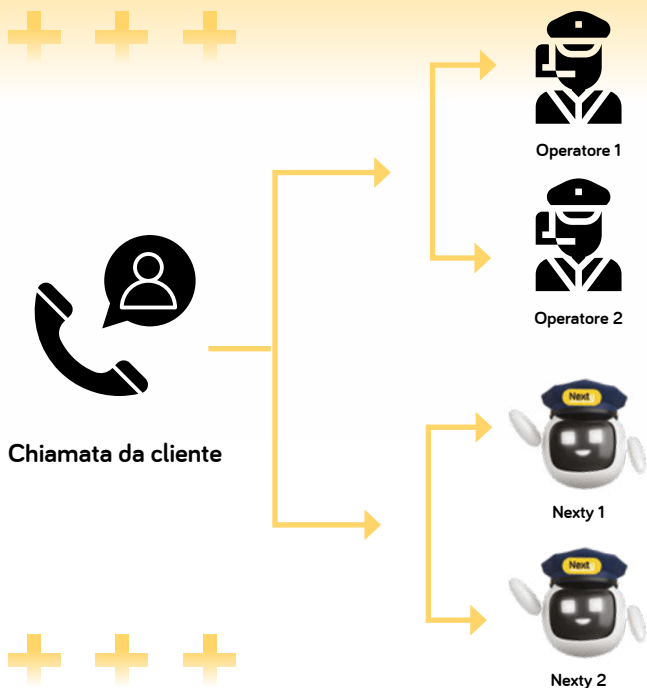 Operatore 1
Operatore 2
Chiamata da cliente
Next
Nexty 1
Next
Nexty 2